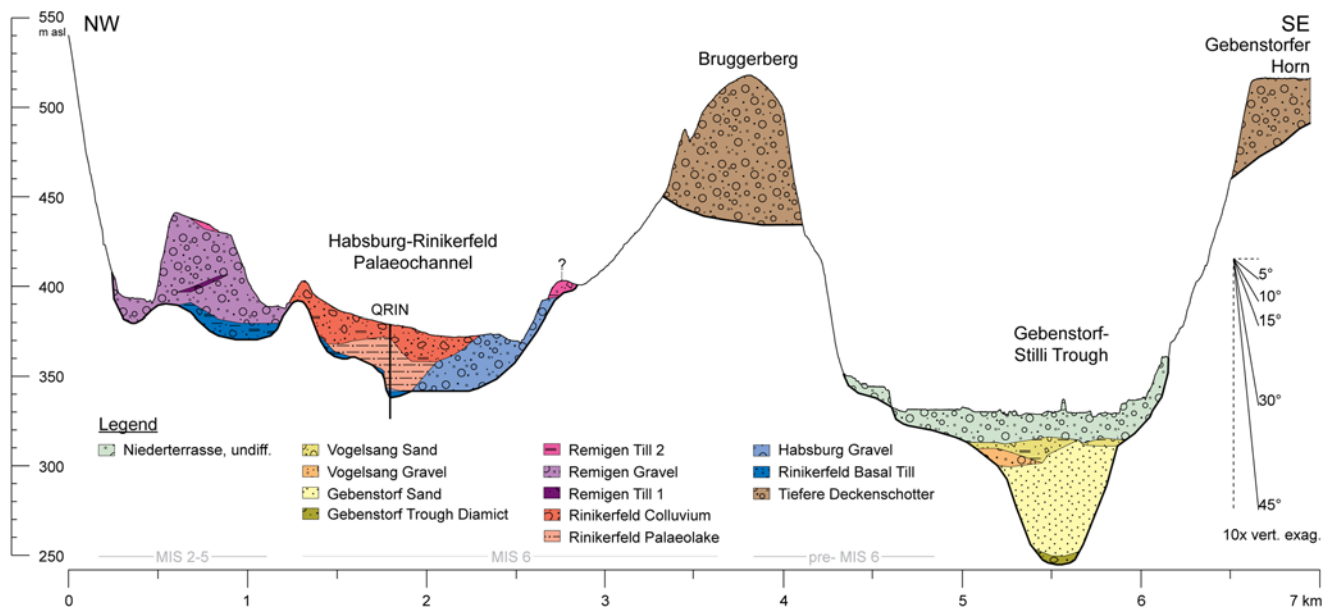 550
m asl
NW
SE
Gebenstorfer
Horn
Bruggerberg
500
450
Habsburg-Rinikerfeld
Palaeochannel
?
400
QRIN
5°
10°
15°
Gebenstorf-
Stilli Trough
350
30°
Legend
Niederterrasse, undiff.
Vogelsang Sand
Vogelsang Gravel
Gebenstorf Sand
Gebenstorf Trough Diamict
Remigen Till 2
Remigen Gravel
Remigen Till 1
Rinikerfeld Colluvium
Rinikerfeld Palaeolake
Habsburg Gravel
Rinikerfeld Basal Till
Tiefere Deckenschotter
300
45°
10x vert. exag.
250
MIS 2-5
MIS 6
pre- MIS 6
0 1 2 3 4 5 6 7 km